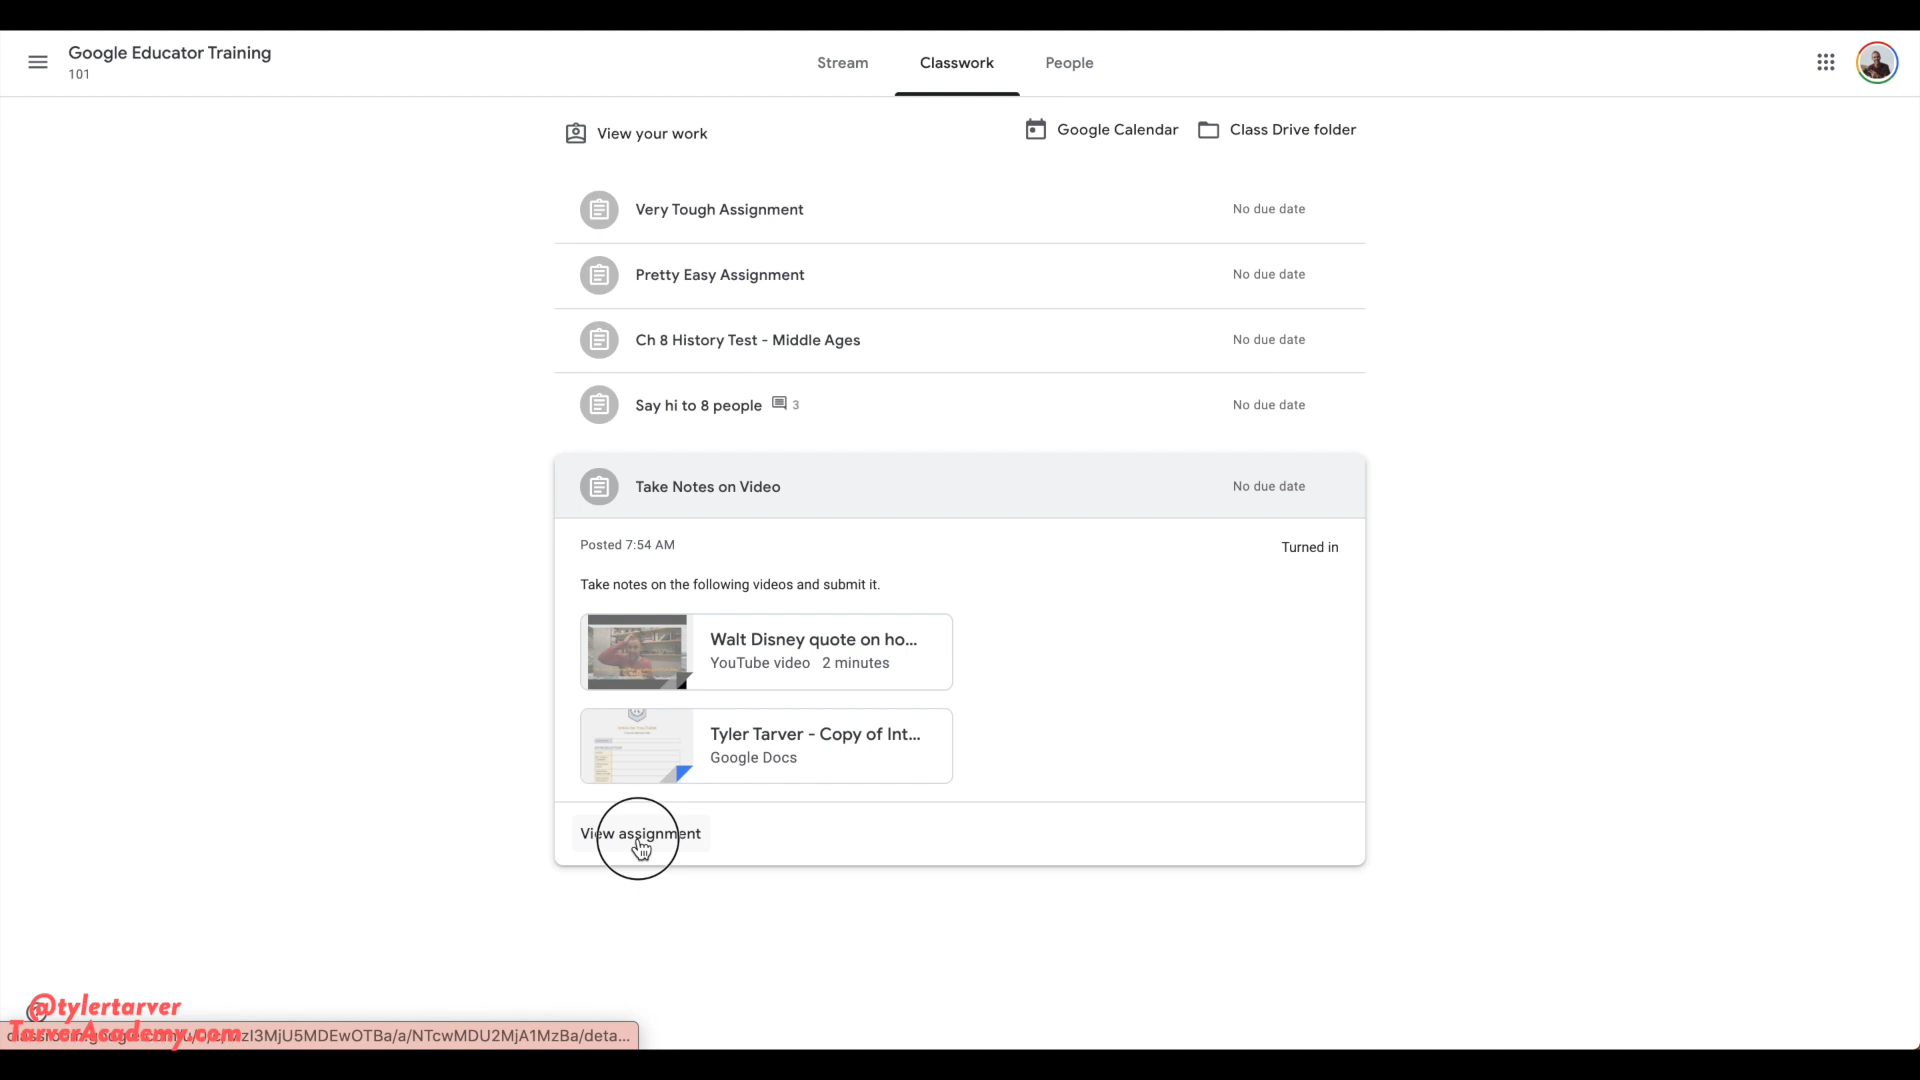 Google Educator Training
101
Stream
Classwork
People
View your work
Google Calendar
Class Drive folder
Very Tough Assignment
No due date
Pretty Easy Assignment
No due date
Ch 8 History Test - Middle Ages
No due date
Say hi to 8 people
3
No due date
Take Notes on Video
No due date
Posted 7:54 AM
Turned in
Take notes on the following videos and submit it.
Walt Disney quote on ho...
YouTube video 2 minutes
Tyler Tarver - Copy of Int...
Google Docs
View assignment
@tylertarver
TarverAcademy.com